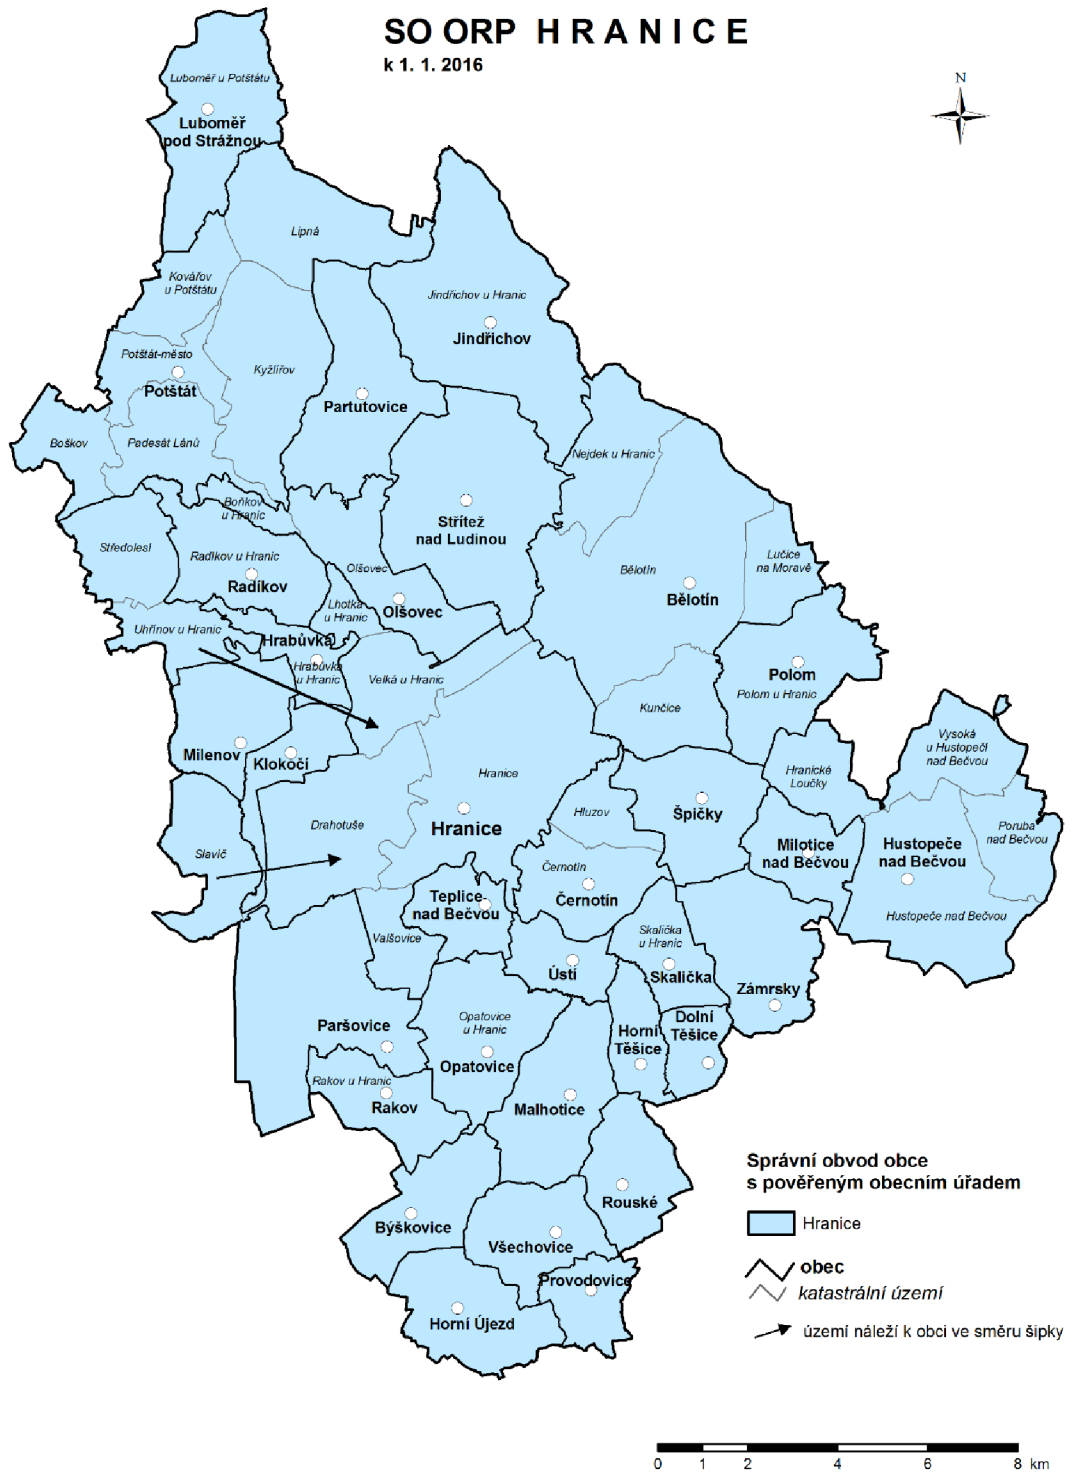 SO ORP H R A N I C E
k 1. 1. 2016
N
Luboměř u Potštátu
Luboměř
pod Strážnou
Lipná
Kovářov
u Potštátu
Jindřichov u Hranic
Jindřichov
Potštát-město
Potštát
Kyžlířov
Partutovice
Boškov
Padesát Lánů
Nejdek u Hranic
Boňkov
u Hranic
Střítež
nad Ludinou
Středolesí
Radíkov u Hranic
Radíkov
Olšovec
Olšovec
Lhotka
u Hranic
Bělotín
Bělotín
Lučice
na Moravě
Uhřínov u Hranic
Hrabůvka
Hrabůvka
u Hranic
Velká u Hranic
Polom
Polom u Hranic
Kunčice
Milenov
Klokočí
Hranice
Hranice
Hranické
Loučky
Vysoká
u Hustopečí
nad Bečvou
Drahotuše
Hluzov
Špičky
Slavíč
Milotice
nad Bečvou
Hustopeče
nad Bečvou
Poruba
nad Bečvou
Hustopeče nad Bečvou
Černotín
Černotín
Teplice
nad Bečvou
Valšovice
Skalička
u Hranic
Skalička
Ústí
Zámrsky
Paršovice
Opatovice
u Hranic
Opatovice
Horní
Těšice
Dolní
Těšice
Rakov u Hranic
Rakov
Malhotice
Rouské
Býškovice
Všechovice
Provodovice
Horní Újezd
Správní obvod obce
s pověřeným obecním úřadem
Hranice
obec
katastrální území
území náleží k obci ve směru šipky
0 1 2 4 6 8 km